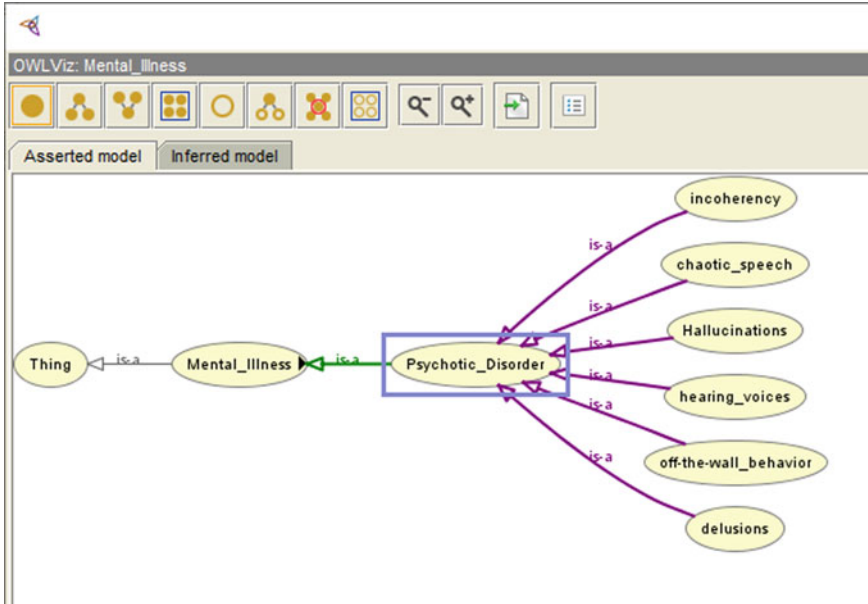 OWLViz: Mental_Illness
Asserted model Inferred model
incoherency
is-a
chaotic_speech
is-a
Hallucinations
is-a
Thing is-a Mental_Illness is-a Psychotic_Disorder
is-a
hearing_voices
is-a
off-the-wall_behavior
is-a
delusions